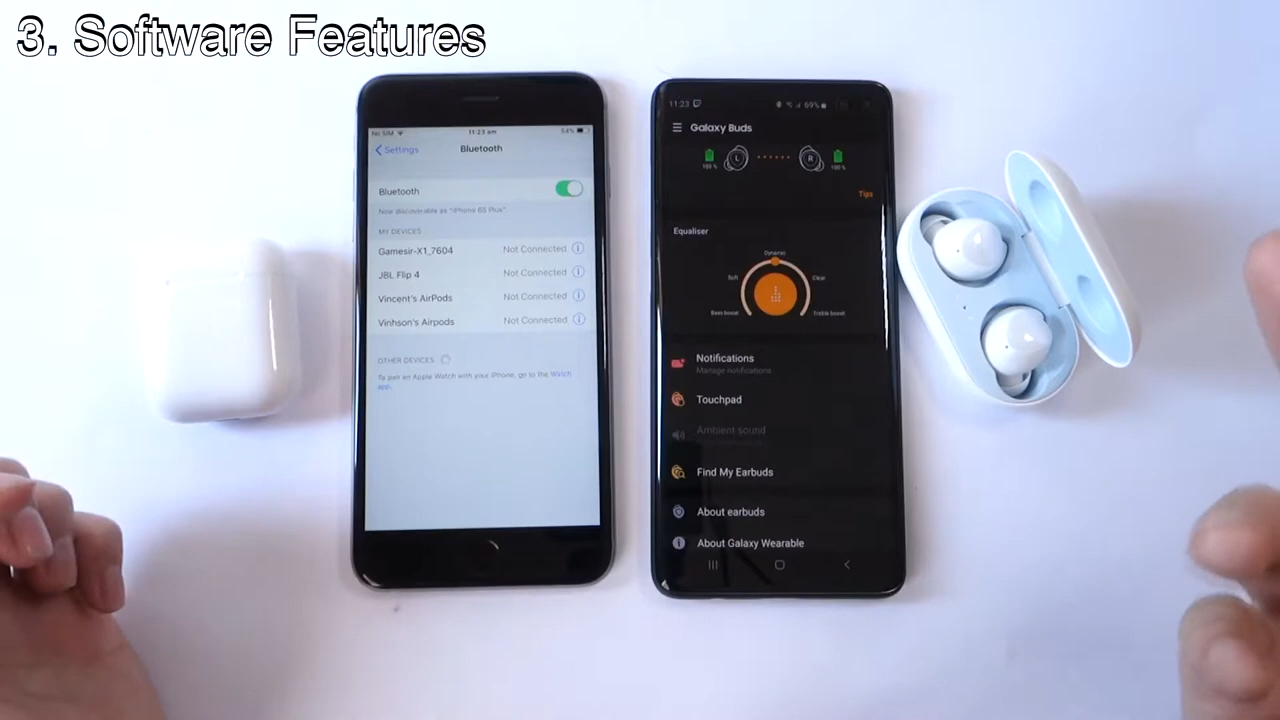 3. Software Features
No SIM
11:23 am
54%
Settings
Bluetooth
Bluetooth
Now discoverable as "iPhone 6S Plus".
MY DEVICES
Gamesir-X1_7604 Not Connected
JBL Flip 4 Not Connected
Vincent's AirPods Not Connected
Vinhson's Airpods Not Connected
OTHER DEVICES
To pair an Apple Watch with your iPhone, go to the Watch
app.
11:23
69%
Galaxy Buds
L
R
100 %
100 %
Tips
Equaliser
Dynamic
Soft
Clear
Bass boost
Treble boost
Notifications
Manage notifications
Touchpad
Ambient sound
Find My Earbuds
About earbuds
About Galaxy Wearable